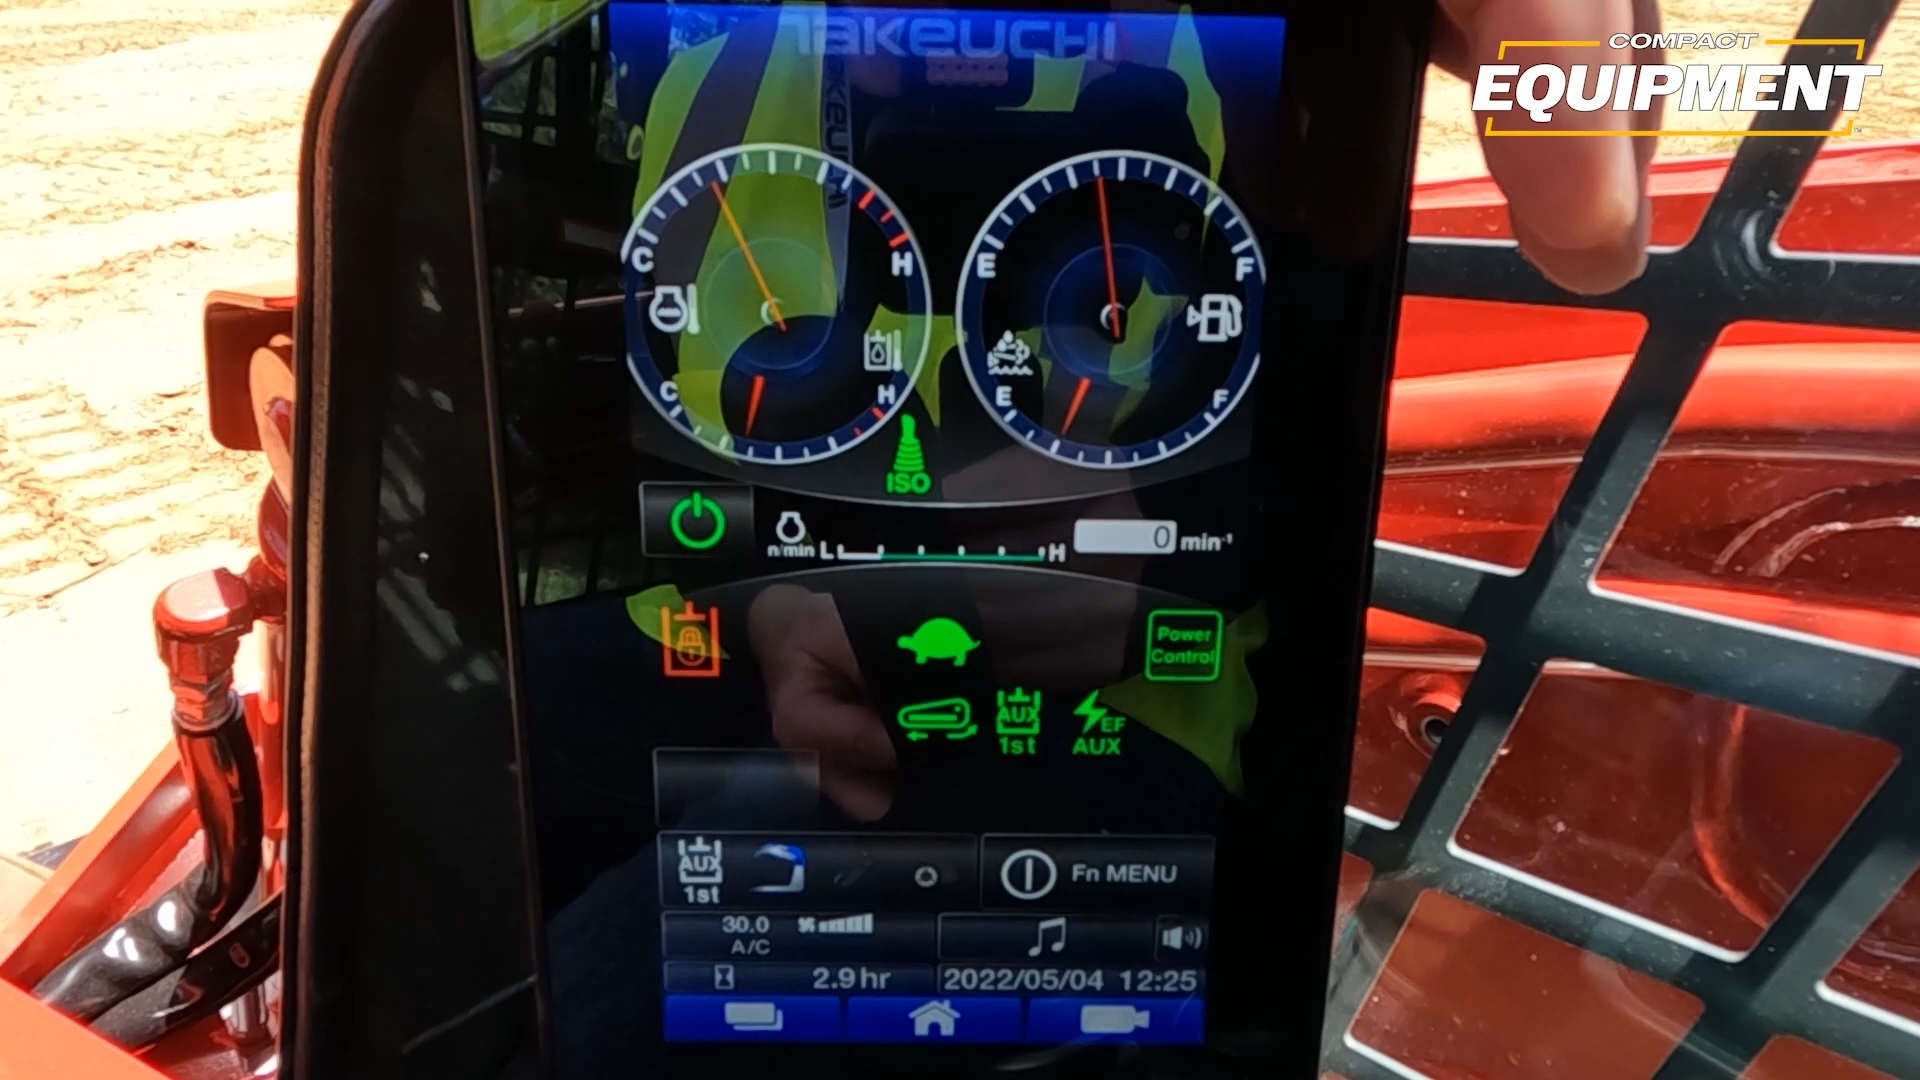 TAKEUCHI
COMPACT
EQUIPMENT
C H
E F
C H
E F
ISO
n/min L H 0 min⁻¹
Power
Control
AUX
1st
EF
AUX
AUX
1st
Fn MENU
30.0
A/C
2.9 hr
2022/05/04 12:25